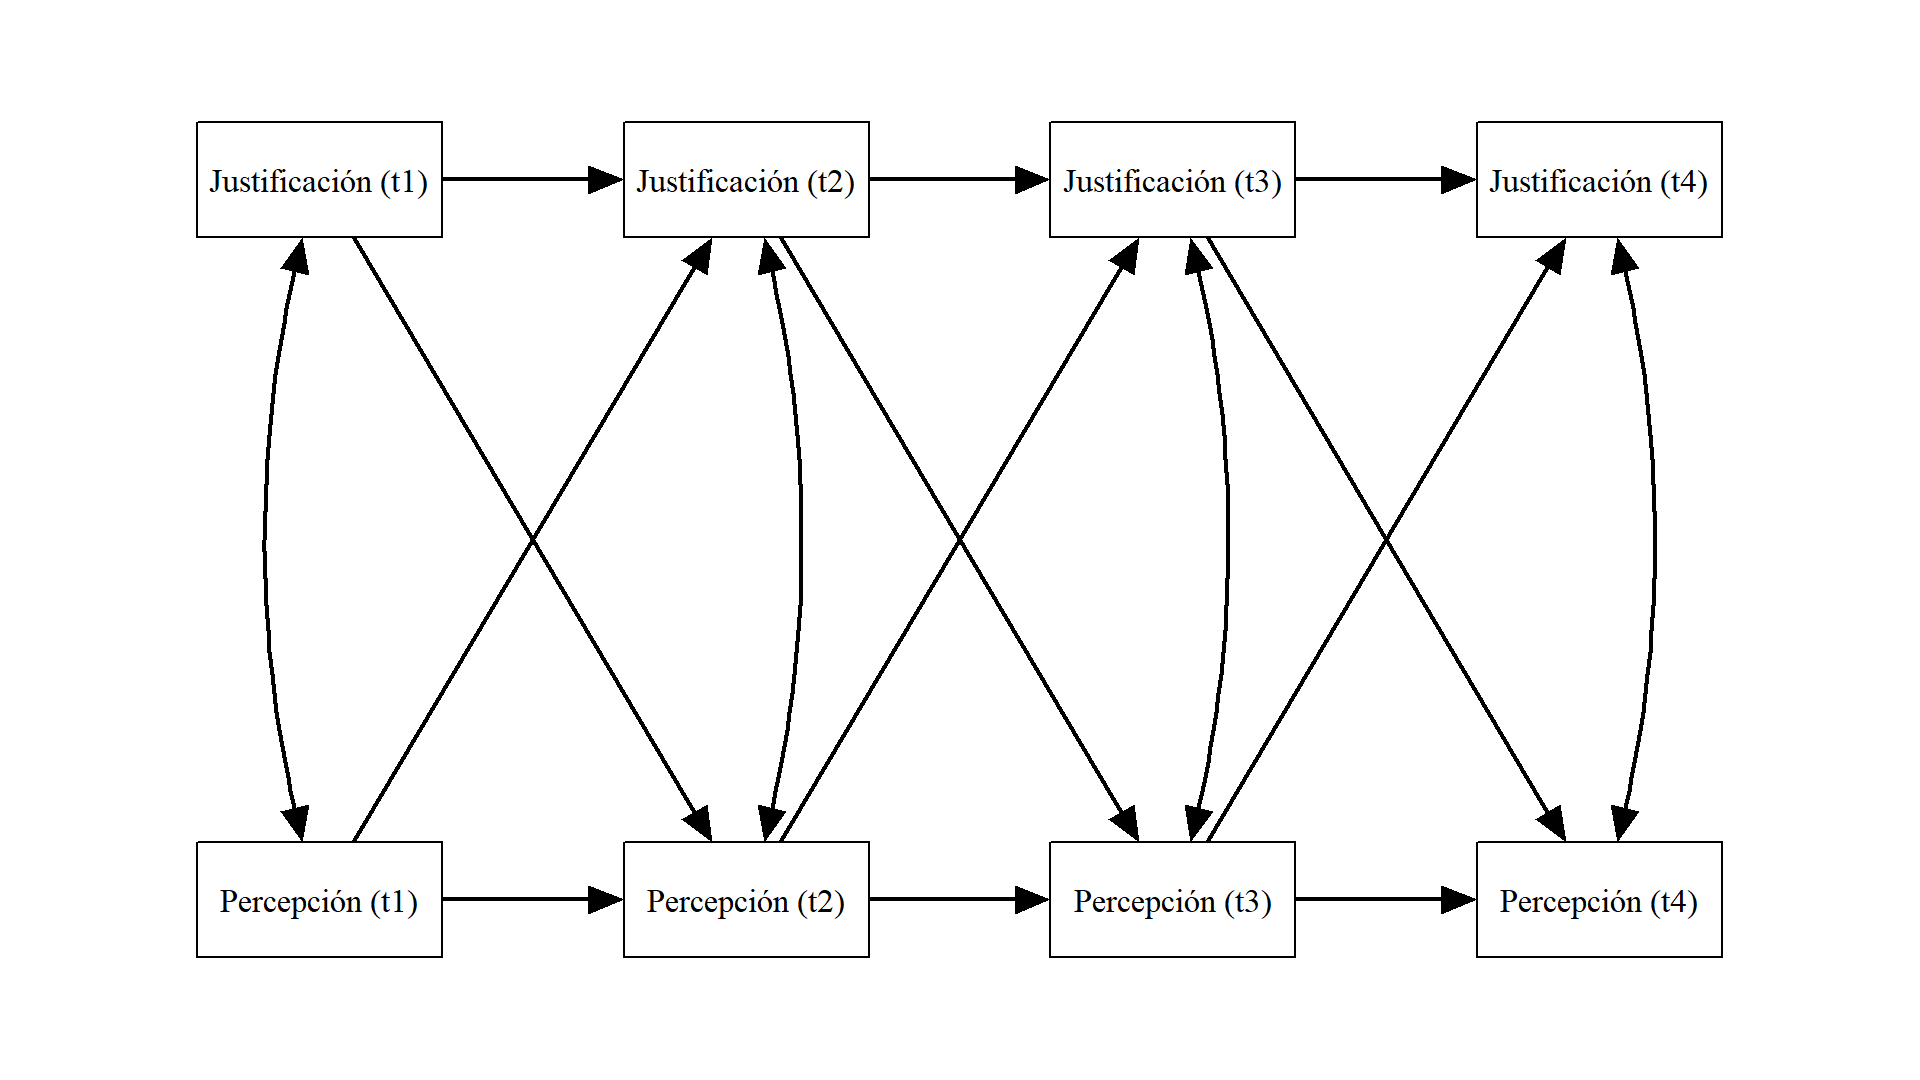 Justificación (t1)
Justificación (t2)
Justificación (t3)
Justificación (t4)
Percepción (t1)
Percepción (t2)
Percepción (t3)
Percepción (t4)